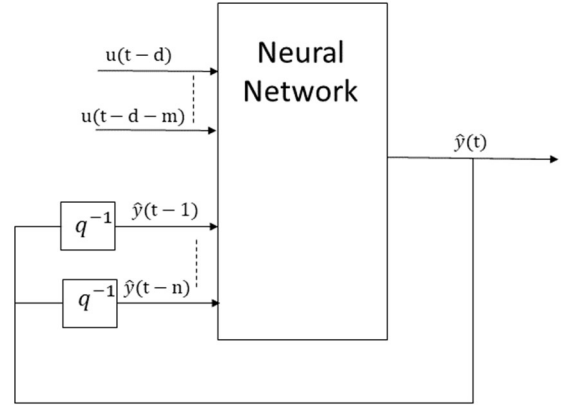 u(t − d)
Neural
Network
u(t − d − m)
ŷ(t)
q⁻¹
ŷ(t − 1)
q⁻¹
ŷ(t − n)